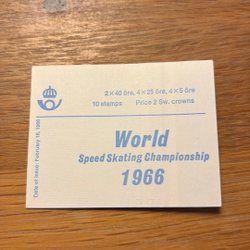 2×40 öre, 4×25 öre, 4×5 öre
10 stamps Price 2 Sw. crowns
World
Speed Skating Championship
1966
Date of issue: February 18, 1966